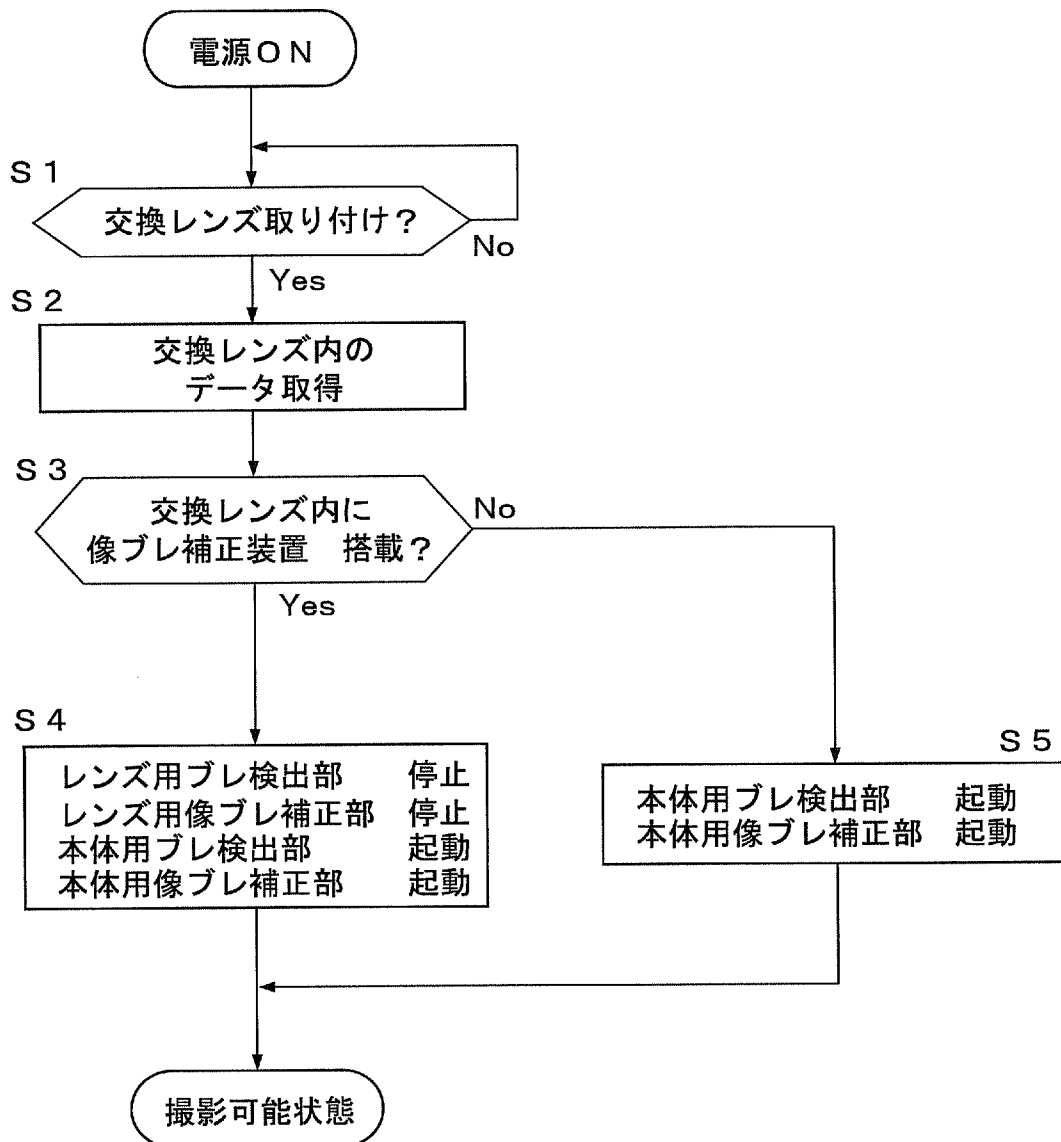 電源ON
S1
交換レンズ取り付け？
No
Yes
S2
交換レンズ内の
データ取得
S3
交換レンズ内に
像ブレ補正装置　搭載？
No
Yes
S4
レンズ用ブレ検出部　停止
レンズ用像ブレ補正部　停止
本体用ブレ検出部　起動
本体用像ブレ補正部　起動
S5
本体用ブレ検出部　起動
本体用像ブレ補正部　起動
撮影可能状態